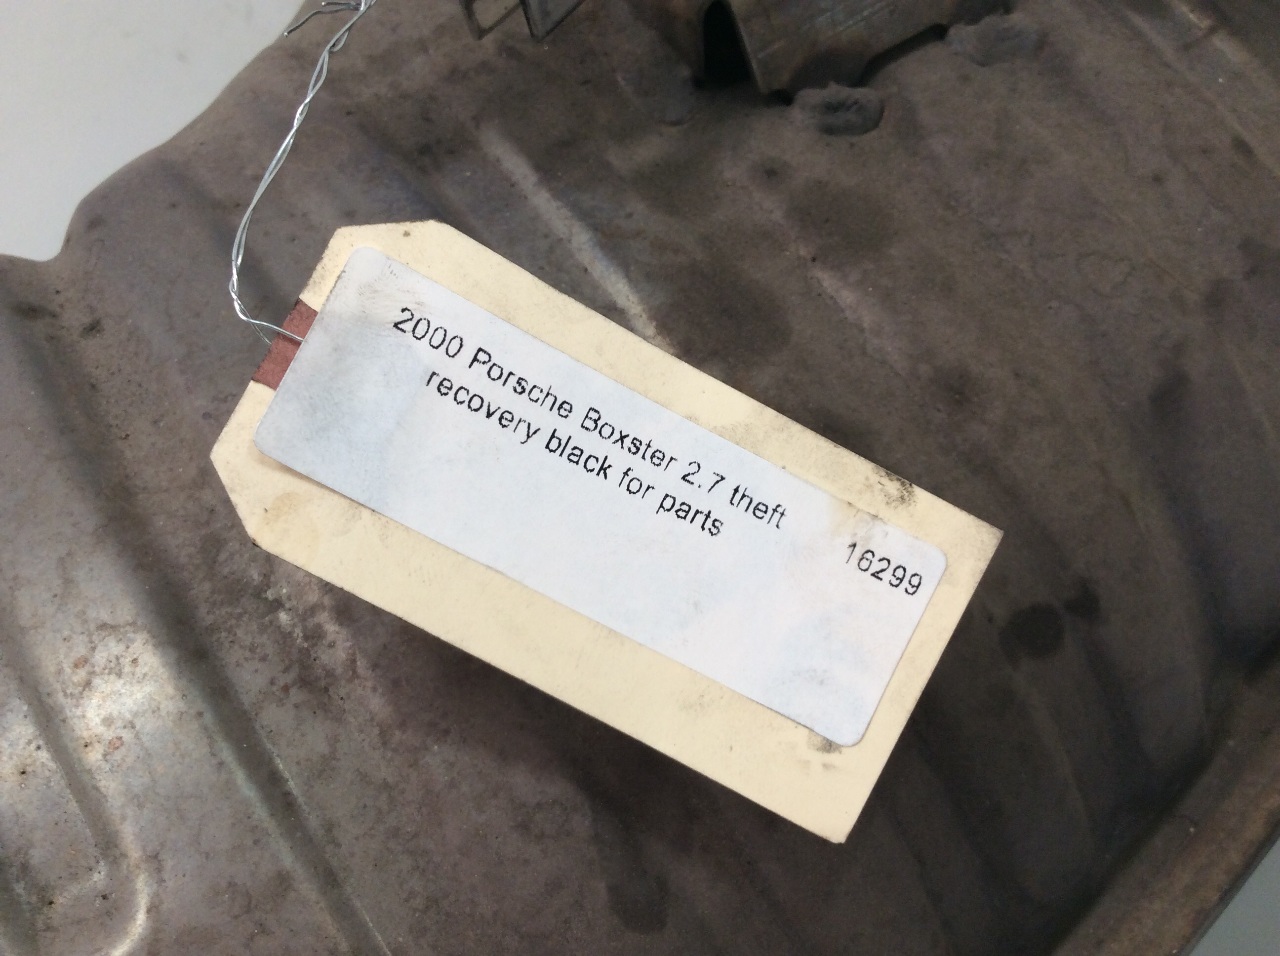 2000 Porsche Boxster 2.7 theft
recovery black for parts
16299